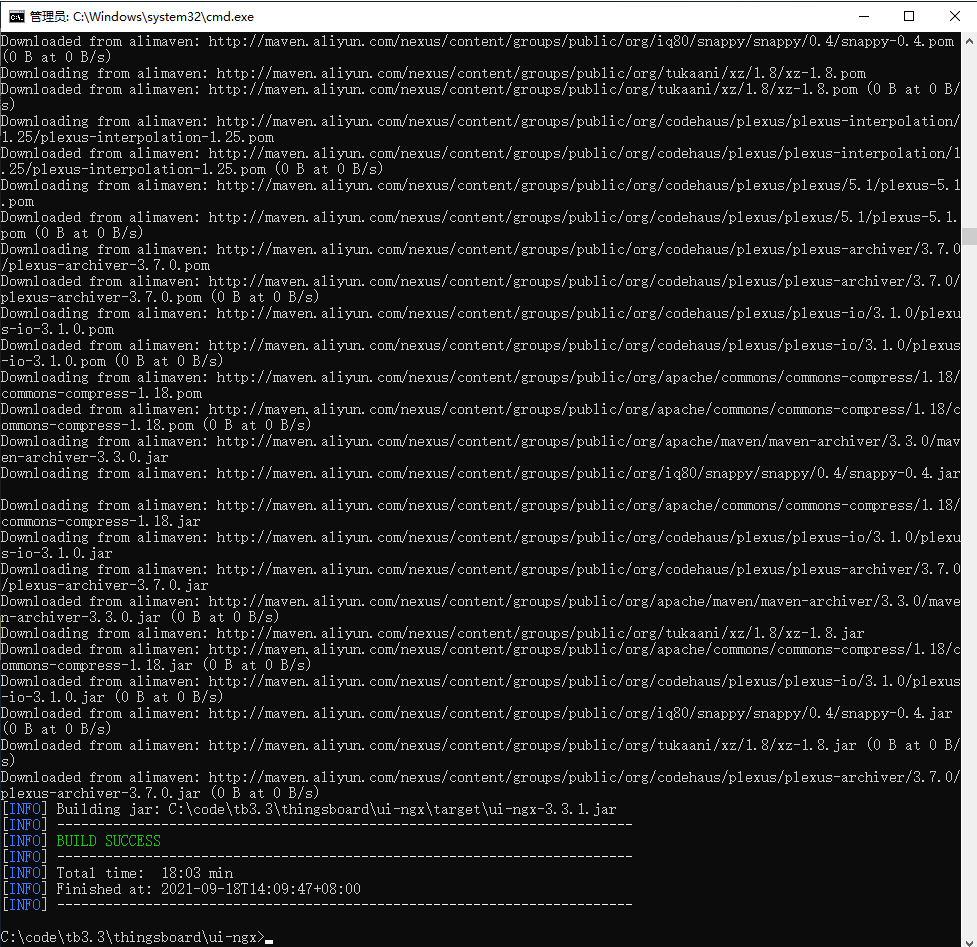 管理员: C:\Windows\system32\cmd.exe
Downloaded from alimaven: http://maven.aliyun.com/nexus/content/groups/public/org/iq80/snappy/snappy/0.4/snappy-0.4.pom
(0 B at 0 B/s)
Downloading from alimaven: http://maven.aliyun.com/nexus/content/groups/public/org/tukaani/xz/1.8/xz-1.8.pom
Downloaded from alimaven: http://maven.aliyun.com/nexus/content/groups/public/org/tukaani/xz/1.8/xz-1.8.pom (0 B at 0 B/
s)
Downloading from alimaven: http://maven.aliyun.com/nexus/content/groups/public/org/codehaus/plexus/plexus-interpolation/
1.25/plexus-interpolation-1.25.pom
Downloaded from alimaven: http://maven.aliyun.com/nexus/content/groups/public/org/codehaus/plexus/plexus-interpolation/1
.25/plexus-interpolation-1.25.pom (0 B at 0 B/s)
Downloading from alimaven: http://maven.aliyun.com/nexus/content/groups/public/org/codehaus/plexus/plexus/5.1/plexus-5.1
.pom
Downloaded from alimaven: http://maven.aliyun.com/nexus/content/groups/public/org/codehaus/plexus/plexus/5.1/plexus-5.1.
pom (0 B at 0 B/s)
Downloading from alimaven: http://maven.aliyun.com/nexus/content/groups/public/org/codehaus/plexus/plexus-archiver/3.7.0
/plexus-archiver-3.7.0.pom
Downloaded from alimaven: http://maven.aliyun.com/nexus/content/groups/public/org/codehaus/plexus/plexus-archiver/3.7.0/
plexus-archiver-3.7.0.pom (0 B at 0 B/s)
Downloading from alimaven: http://maven.aliyun.com/nexus/content/groups/public/org/codehaus/plexus/plexus-io/3.1.0/plexu
s-io-3.1.0.pom
Downloaded from alimaven: http://maven.aliyun.com/nexus/content/groups/public/org/codehaus/plexus/plexus-io/3.1.0/plexus
-io-3.1.0.pom (0 B at 0 B/s)
Downloading from alimaven: http://maven.aliyun.com/nexus/content/groups/public/org/apache/commons/commons-compress/1.18/
commons-compress-1.18.pom
Downloaded from alimaven: http://maven.aliyun.com/nexus/content/groups/public/org/apache/commons/commons-compress/1.18/c
ommons-compress-1.18.pom (0 B at 0 B/s)
Downloading from alimaven: http://maven.aliyun.com/nexus/content/groups/public/org/apache/maven/maven-archiver/3.3.0/mav
en-archiver-3.3.0.jar
Downloading from alimaven: http://maven.aliyun.com/nexus/content/groups/public/org/iq80/snappy/snappy/0.4/snappy-0.4.jar
Downloading from alimaven: http://maven.aliyun.com/nexus/content/groups/public/org/apache/commons/commons-compress/1.18/
commons-compress-1.18.jar
Downloading from alimaven: http://maven.aliyun.com/nexus/content/groups/public/org/codehaus/plexus/plexus-io/3.1.0/plexu
s-io-3.1.0.jar
Downloading from alimaven: http://maven.aliyun.com/nexus/content/groups/public/org/codehaus/plexus/plexus-archiver/3.7.0
/plexus-archiver-3.7.0.jar
Downloaded from alimaven: http://maven.aliyun.com/nexus/content/groups/public/org/apache/maven/maven-archiver/3.3.0/mave
n-archiver-3.3.0.jar (0 B at 0 B/s)
Downloading from alimaven: http://maven.aliyun.com/nexus/content/groups/public/org/tukaani/xz/1.8/xz-1.8.jar
Downloaded from alimaven: http://maven.aliyun.com/nexus/content/groups/public/org/apache/commons/commons-compress/1.18/c
ommons-compress-1.18.jar (0 B at 0 B/s)
Downloaded from alimaven: http://maven.aliyun.com/nexus/content/groups/public/org/codehaus/plexus/plexus-io/3.1.0/plexus
-io-3.1.0.jar (0 B at 0 B/s)
Downloaded from alimaven: http://maven.aliyun.com/nexus/content/groups/public/org/iq80/snappy/snappy/0.4/snappy-0.4.jar
(0 B at 0 B/s)
Downloaded from alimaven: http://maven.aliyun.com/nexus/content/groups/public/org/tukaani/xz/1.8/xz-1.8.jar (0 B at 0 B/
s)
Downloaded from alimaven: http://maven.aliyun.com/nexus/content/groups/public/org/codehaus/plexus/plexus-archiver/3.7.0/
plexus-archiver-3.7.0.jar (0 B at 0 B/s)
[INFO] Building jar: C:\code\tb3.3\thingsboard\ui-ngx\target\ui-ngx-3.3.1.jar
[INFO] ------------------------------------------------------------------------
[INFO] BUILD SUCCESS
[INFO] ------------------------------------------------------------------------
[INFO] Total time:  18:03 min
[INFO] Finished at: 2021-09-18T14:09:47+08:00
[INFO] ------------------------------------------------------------------------
C:\code\tb3.3\thingsboard\ui-ngx>